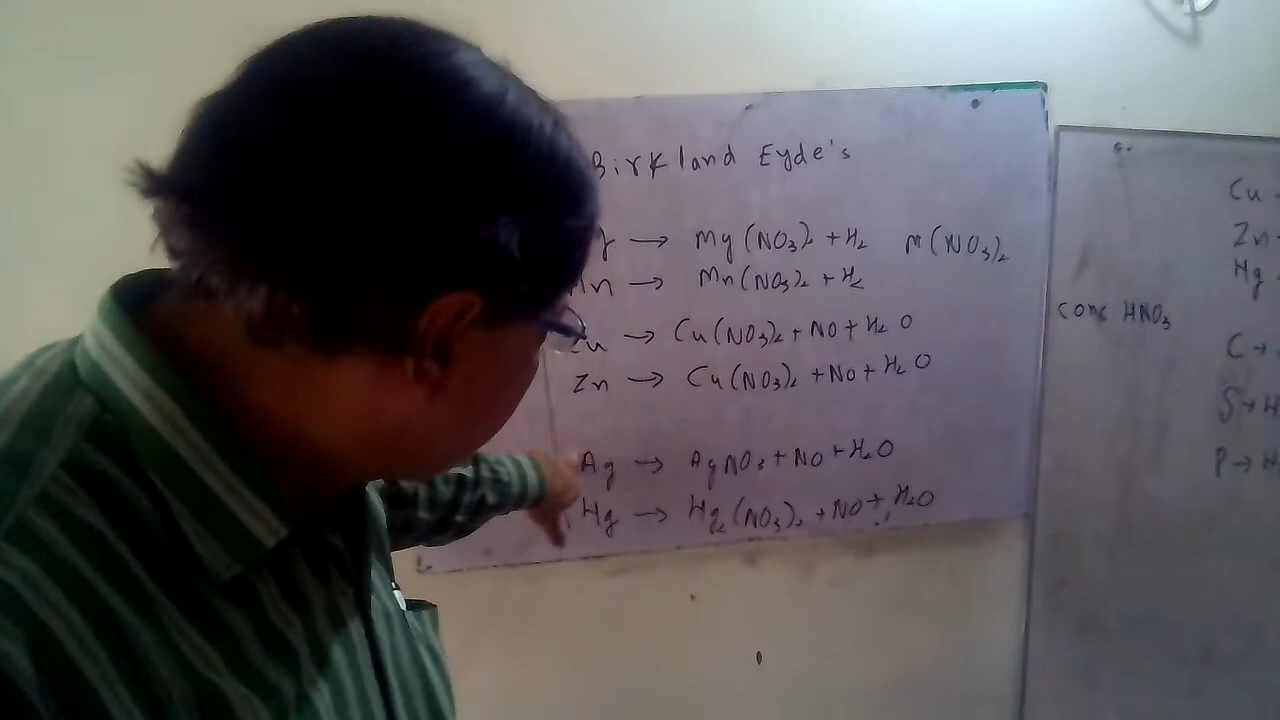 Birkland Eyde's
→ Mg(NO3)2 + H2 M(NO3)2
Mn → Mn(NO3)2 + H2
Cu → Cu(NO3)2 + NO + H2O
Zn → Cu(NO3)2 + NO + H2O
Ag → AgNO3 + NO + H2O
Hg → Hg2(NO3)2 + NO + H2O
Cu
Zn
Hg
Conc HNO3
C →
S → H
P → H